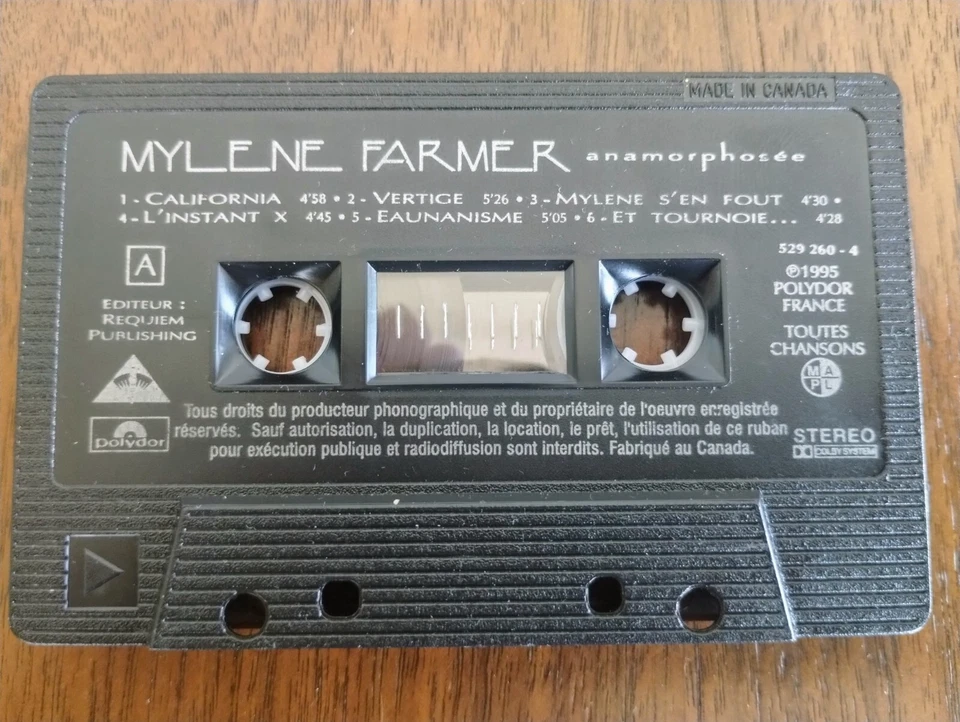 MADE IN CANADA
MYLENE FARMER anamorphosée
1 - CALIFORNIA 4'58 • 2 - VERTIGE 5'26 • 3 - MYLENE S'EN FOUT 4'30 •
4 - L'INSTANT X 4'45 • 5 - EAUNANISME 5'05 • 6 - ET TOURNOIE... 4'28
A
EDITEUR :
REQUIEM
PUBLISHING
polydor
529 260 - 4
℗1995
POLYDOR
FRANCE
TOUTES
CHANSONS
MAPL
Tous droits du producteur phonographique et du propriétaire de l'oeuvre enregistrée
réservés. Sauf autorisation, la duplication, la location, le prêt, l'utilisation de ce ruban
pour exécution publique et radiodiffusion sont interdits. Fabriqué au Canada.
STEREO
DOLBY SYSTEM